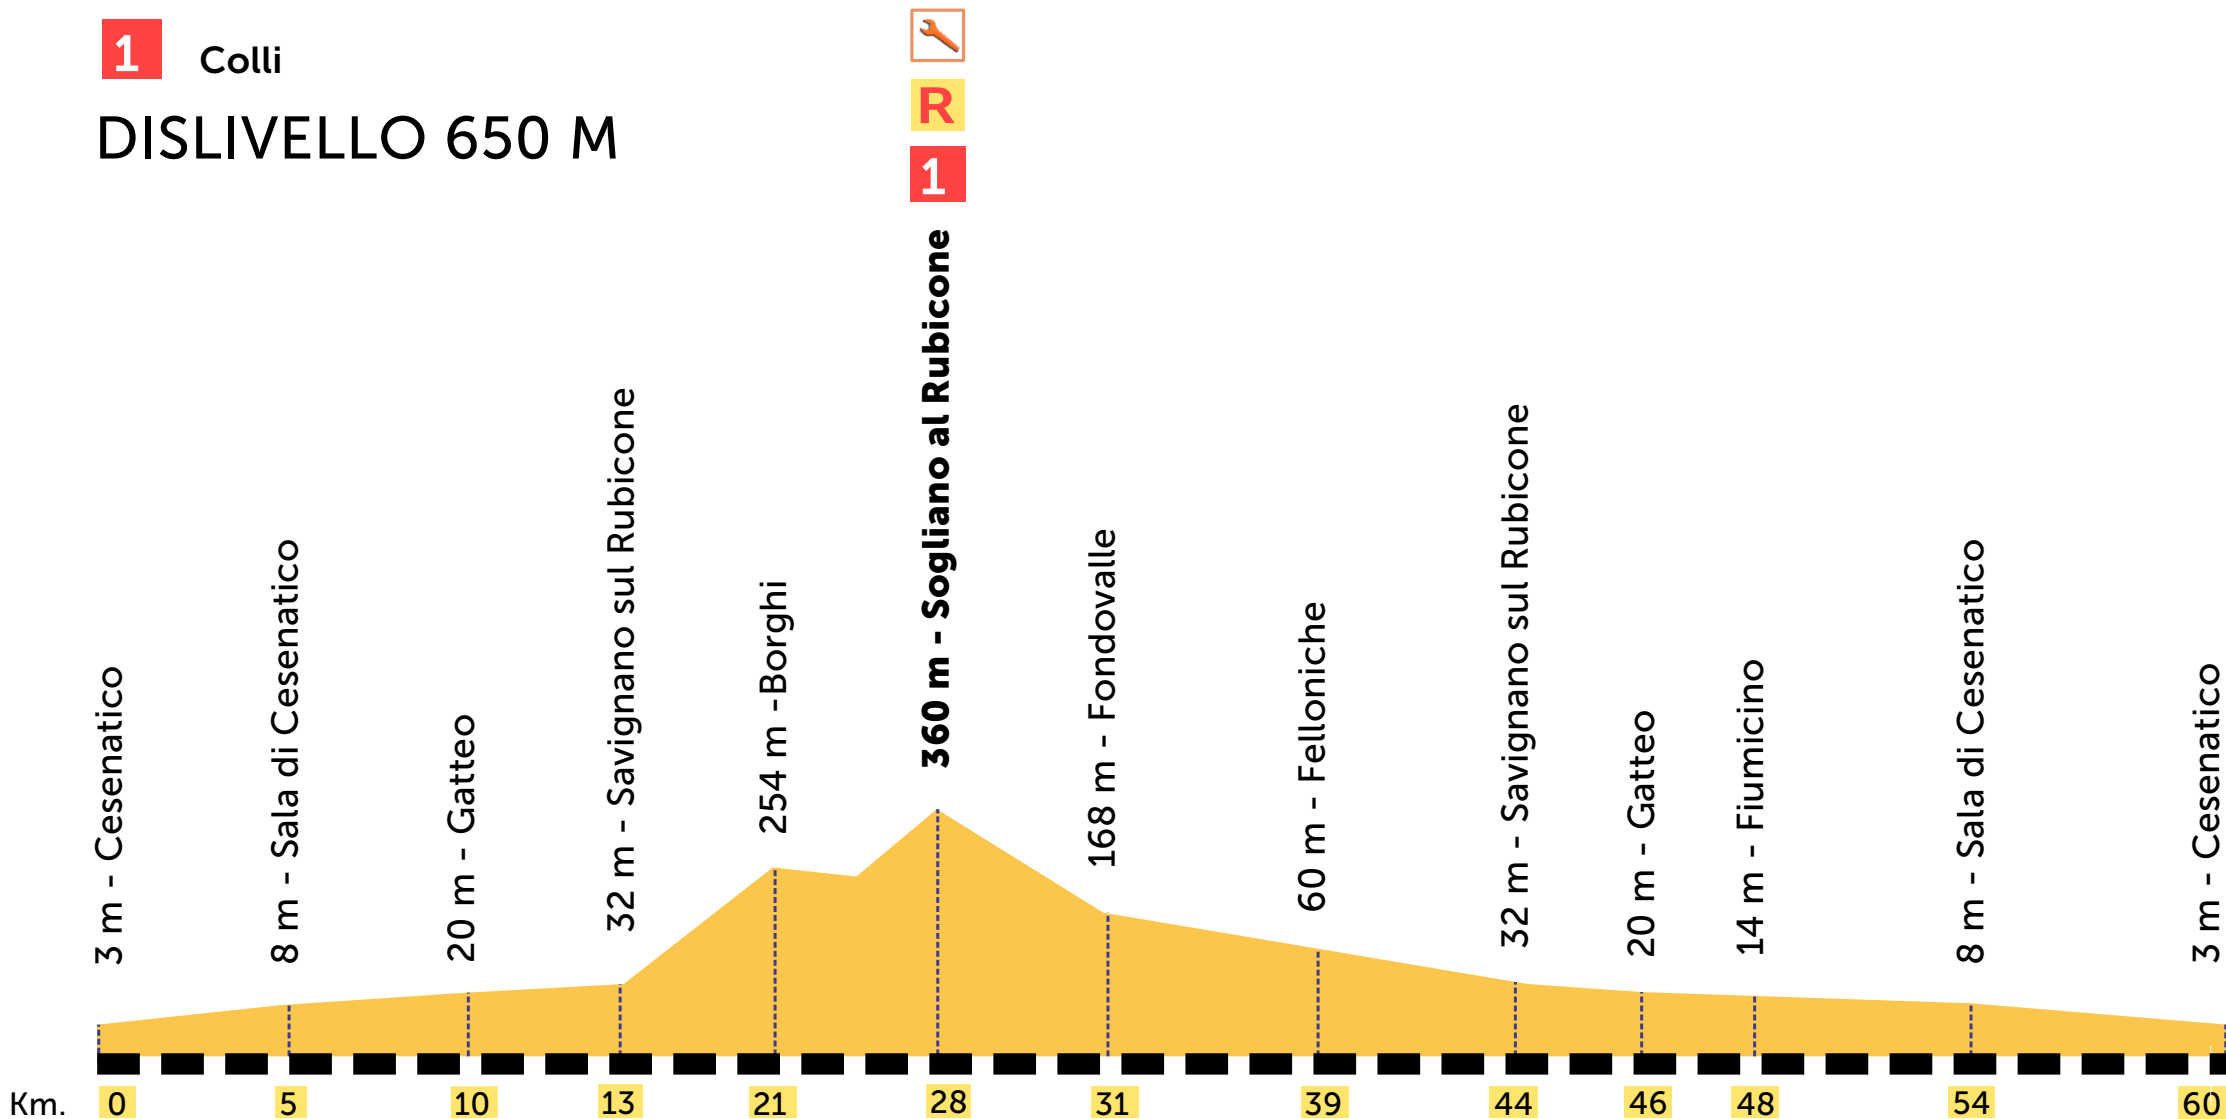 1 Colli
DISLIVELLO 650 M
R
1
3 m - Cesenatico
8 m - Sala di Cesenatico
20 m - Gatteo
32 m - Savignano sul Rubicone
254 m -Borghi
360 m - Sogliano al Rubicone
168 m - Fondovalle
60 m - Felloniche
32 m - Savignano sul Rubicone
20 m - Gatteo
14 m - Fiumicino
8 m - Sala di Cesenatico
3 m - Cesenatico
Km. 0 5 10 13 21 28 31 39 44 46 48 54 60